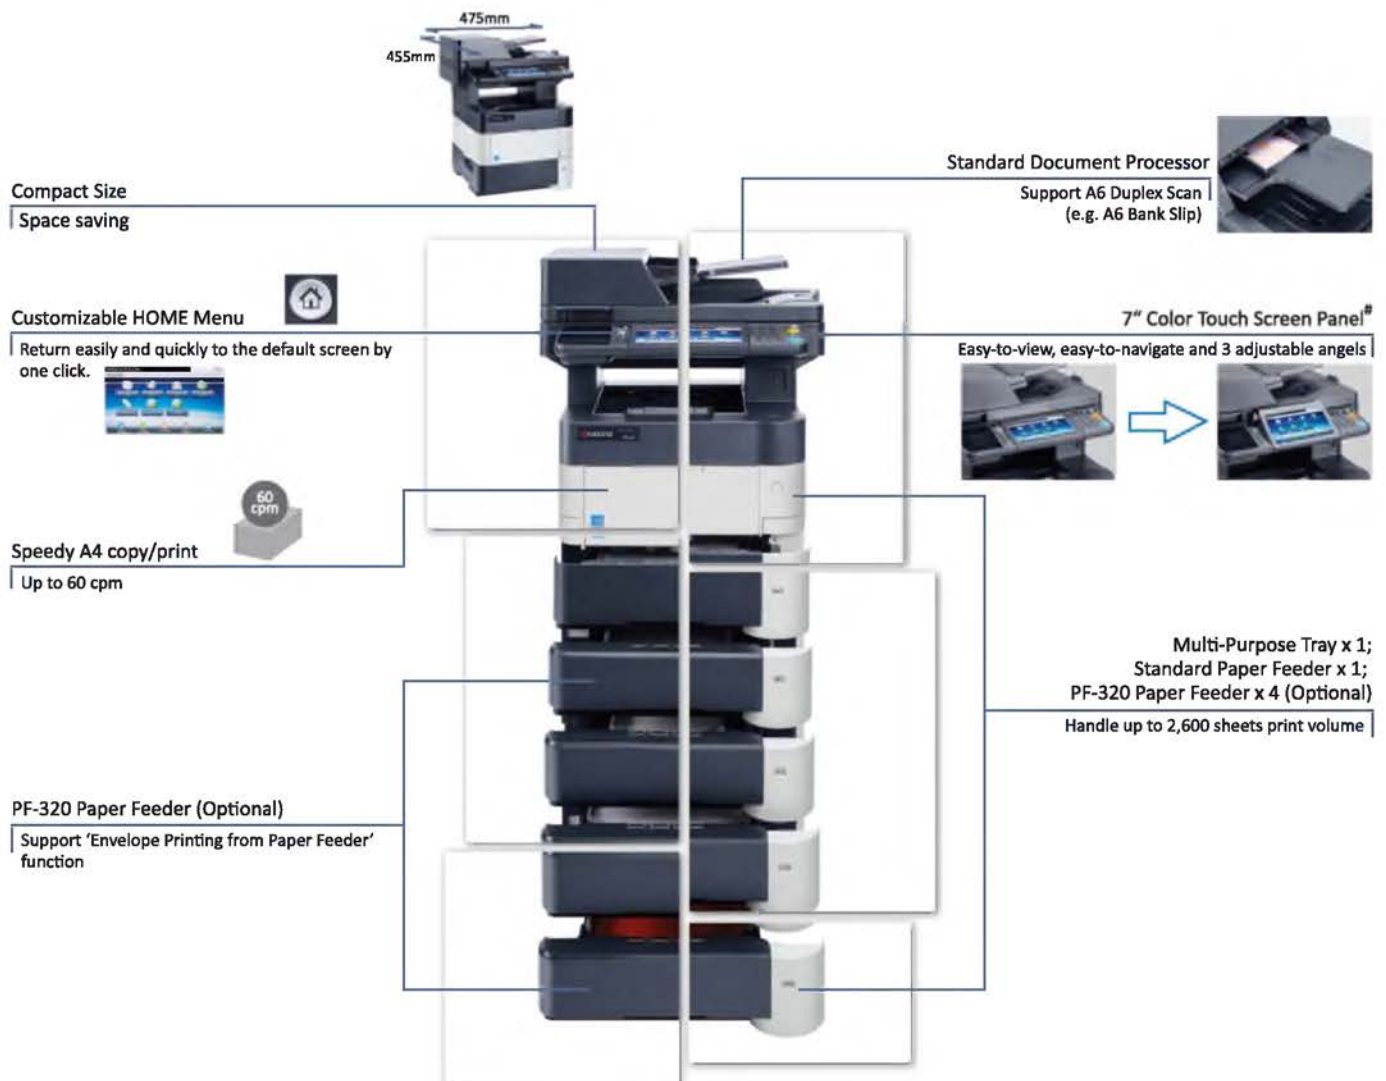 475mm
455mm
Compact Size
Space saving
Standard Document Processor
Support A6 Duplex Scan
(e.g. A6 Bank Slip)
Customizable HOME Menu
Return easily and quickly to the default screen by
one click.
7“ Color Touch Screen Panel#
Easy-to-view, easy-to-navigate and 3 adjustable angels
60
cpm
Speedy A4 copy/print
Up to 60 cpm
Multi-Purpose Tray x 1;
Standard Paper Feeder x 1;
PF-320 Paper Feeder x 4 (Optional)
Handle up to 2,600 sheets print volume
PF-320 Paper Feeder (Optional)
Support ‘Envelope Printing from Paper Feeder’
function